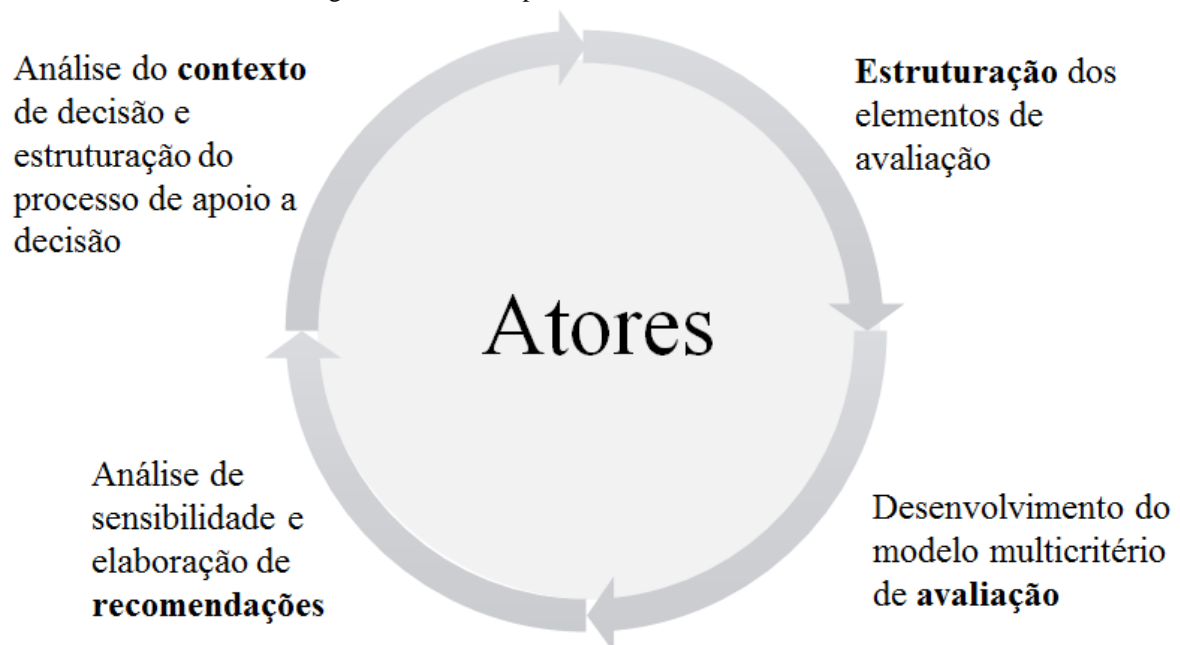 Análise do contexto
de decisão e
estruturação do
processo de apoio a
decisão
Estruturação dos
elementos de
avaliação
Atores
Análise de
sensibilidade e
elaboração de
recomendações
Desenvolvimento do
modelo multicritério
de avaliação